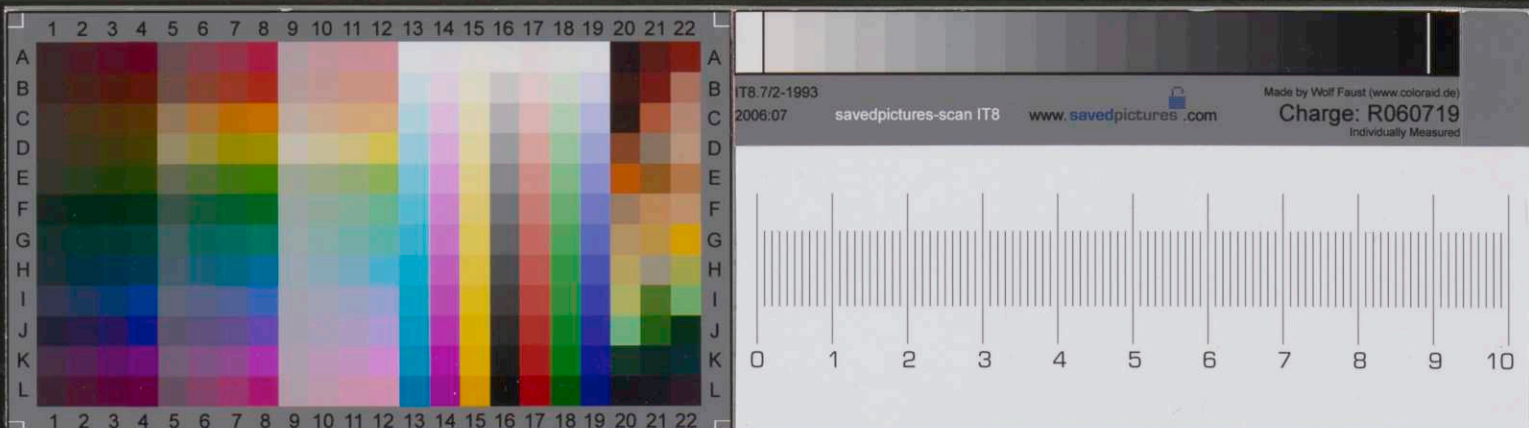 1 2 3 4 5 6 7 8 9 10 11 12 13 14 15 16 17 18 19 20 21 22
A A
B B
C C
D D
E E
F F
G G
H H
I I
J J
K K
L L
1 2 3 4 5 6 7 8 9 10 11 12 13 14 15 16 17 18 19 20 21 22
IT8.7/2-1993
2006:07
savedpictures-scan IT8
www.savedpictures.com
Made by Wolf Faust (www.coloraid.de)
Charge: R060719
Individually Measured
0 1 2 3 4 5 6 7 8 9 10